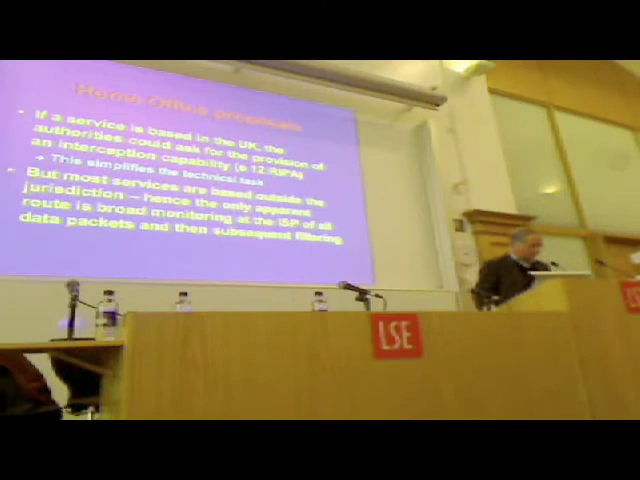 Home Office proposals
• If a service is based in the UK, the
authorities could ask for the provision of
an interception capability (s 12 RIPA)
• This simplifies the technical task
• But most services are based outside the
jurisdiction – hence the only apparent
route is broad monitoring at the ISP of all
data packets and then subsequent filtering
LSE
LSE